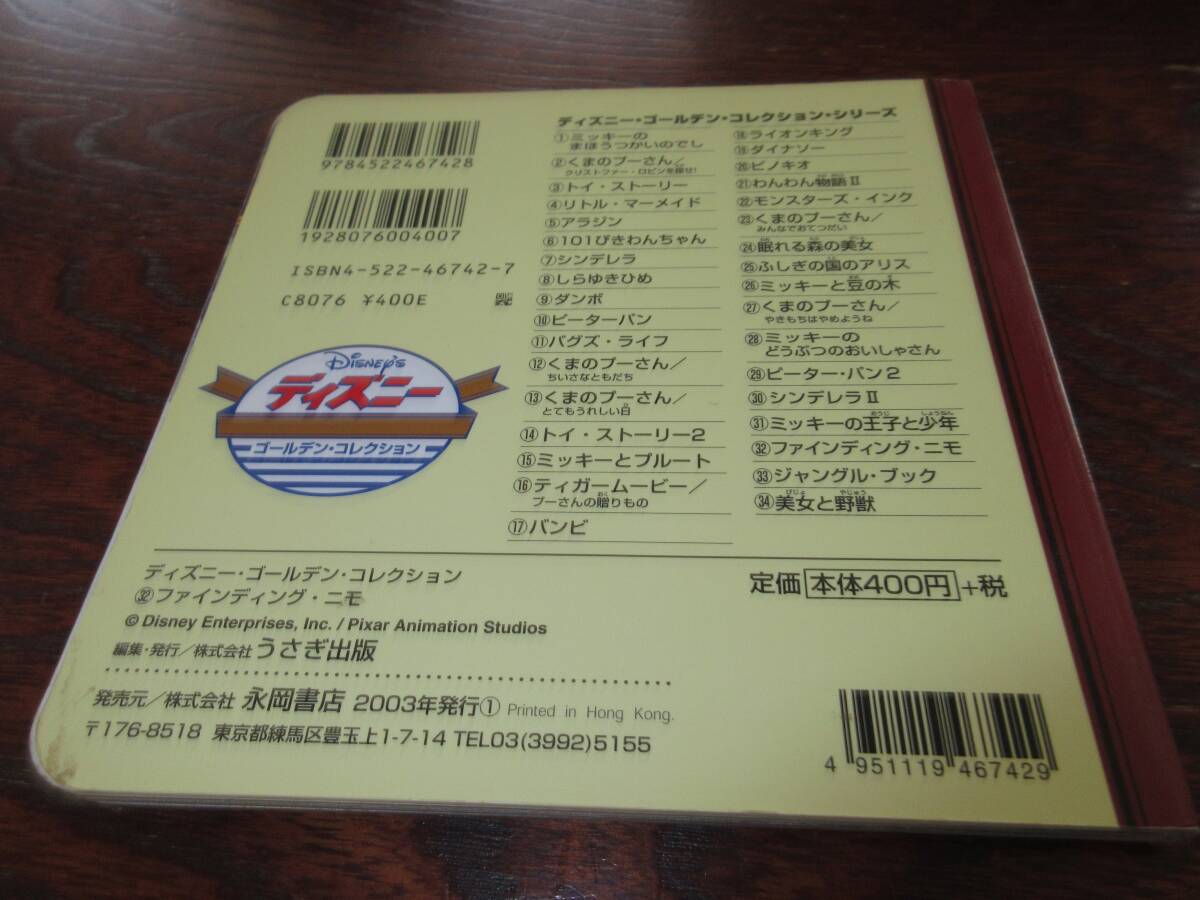 9784522467428
1928076004007
ISBN4-522-46742-7
C8076 ¥400E
DISNEY'S
ディズニー
ゴールデン・コレクション
ディズニー・ゴールデン・コレクション・シリーズ
①ミッキーの
まほうつかいのでし
②くまのプーさん/
クリストファー・ロビンを探せ!
③トイ・ストーリー
④リトル・マーメイド
⑤アラジン
⑥101ぴきわんちゃん
⑦シンデレラ
⑧しらゆきひめ
⑨ダンボ
⑩ピーターパン
⑪バグズ・ライフ
⑫くまのプーさん/
ちいさなともだち
⑬くまのプーさん/
とてもうれしい日
⑭トイ・ストーリー2
⑮ミッキーとプルート
⑯ティガームービー/
プーさんの贈りもの
⑰バンビ
⑱ライオンキング
⑲ダイナソー
⑳ピノキオ
㉑わんわん物語Ⅱ
㉒モンスターズ・インク
㉓くまのプーさん/
みんなでおてつだい
㉔眠れる森の美女
㉕ふしぎの国のアリス
㉖ミッキーと豆の木
㉗くまのプーさん/
やきもちはやめようね
㉘ミッキーの
どうぶつのおいしゃさん
㉙ピーター・パン2
㉚シンデレラⅡ
㉛ミッキーの王子と少年
㉜ファインディング・ニモ
㉝ジャングル・ブック
㉞美女と野獣
ディズニー・ゴールデン・コレクション
㉜ファインディング・ニモ
© Disney Enterprises, Inc. / Pixar Animation Studios
編集・発行/株式会社 うさぎ出版
定価 本体400円+税
発売元/株式会社 永岡書店 2003年発行① Printed in Hong Kong.
〒176-8518 東京都練馬区豊玉上1-7-14 TEL03(3992)5155
4 951119 467429